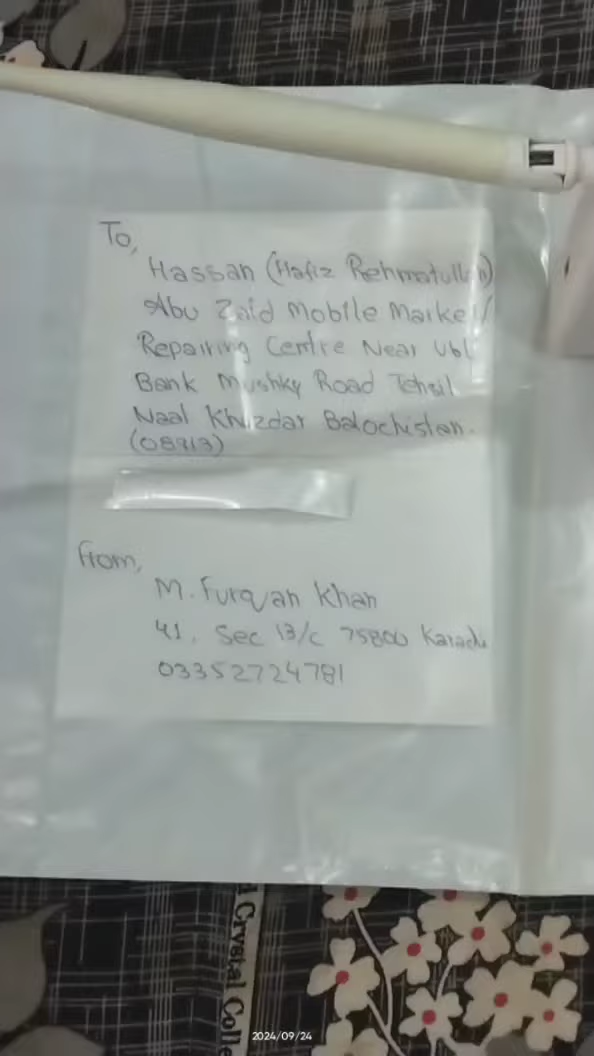 To,
Hassan (Hafiz Rehmatullah)
Abu Zaid Mobile Market/
Repairing Centre Near Ubl
Bank Mushky Road Tehsil
Naal Khuzdar Balochistan.
from,
M. Furqan Khan
41. Sec 13/c 75800 Karachi
03352724781
Crystal Colle
2024/09/24